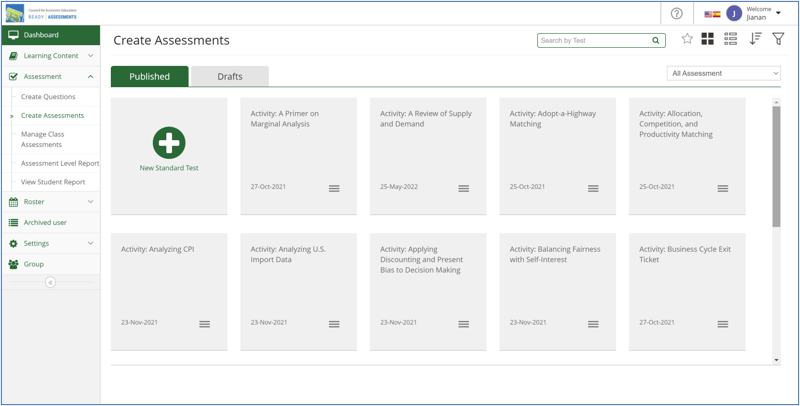 Council for Economic Education
READY | ASSESSMENTS
?
J
Welcome
Jianan
Dashboard
Learning Content
Assessment
Create Questions
> Create Assessments
Manage Class
Assessments
Assessment Level Report
View Student Report
Roster
Archived user
Settings
Group
Create Assessments
Search by Test
Published
Drafts
All Assessment
New Standard Test
Activity: A Primer on
Marginal Analysis
27-Oct-2021
Activity: A Review of Supply
and Demand
25-May-2022
Activity: Adopt-a-Highway
Matching
25-Oct-2021
Activity: Allocation,
Competition, and
Productivity Matching
25-Oct-2021
Activity: Analyzing CPI
23-Nov-2021
Activity: Analyzing U.S.
Import Data
23-Nov-2021
Activity: Applying
Discounting and Present
Bias to Decision Making
23-Nov-2021
Activity: Balancing Fairness
with Self-Interest
23-Nov-2021
Activity: Business Cycle Exit
Ticket
27-Oct-2021